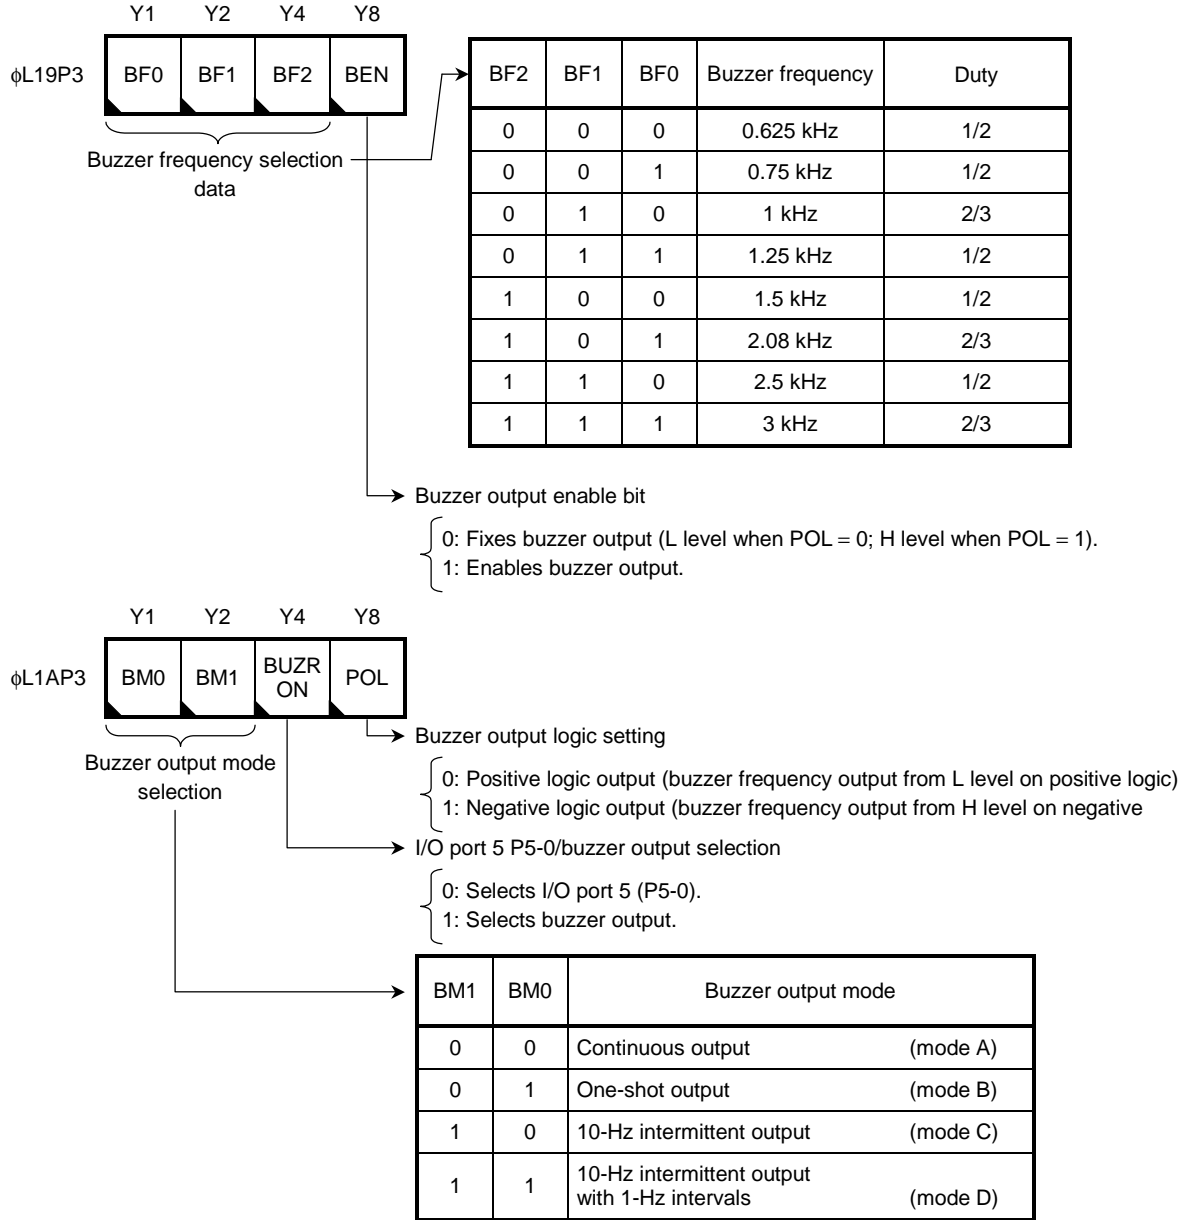 Y1 Y2 Y4 Y8
ϕL19P3 BF0 BF1 BF2 BEN
Buzzer frequency selection
data
BF2 BF1 BF0 Buzzer frequency Duty
0 0 0 0.625 kHz 1/2
0 0 1 0.75 kHz 1/2
0 1 0 1 kHz 2/3
0 1 1 1.25 kHz 1/2
1 0 0 1.5 kHz 1/2
1 0 1 2.08 kHz 2/3
1 1 0 2.5 kHz 1/2
1 1 1 3 kHz 2/3
Buzzer output enable bit
0: Fixes buzzer output (L level when POL = 0; H level when POL = 1).
1: Enables buzzer output.
Y1 Y2 Y4 Y8
ϕL1AP3 BM0 BM1 BUZR POL
ON
Buzzer output mode
selection
Buzzer output logic setting
0: Positive logic output (buzzer frequency output from L level on positive logic)
1: Negative logic output (buzzer frequency output from H level on negative
I/O port 5 P5-0/buzzer output selection
0: Selects I/O port 5 (P5-0).
1: Selects buzzer output.
BM1 BM0 Buzzer output mode
0 0 Continuous output (mode A)
0 1 One-shot output (mode B)
1 0 10-Hz intermittent output (mode C)
1 1 10-Hz intermittent output
with 1-Hz intervals (mode D)